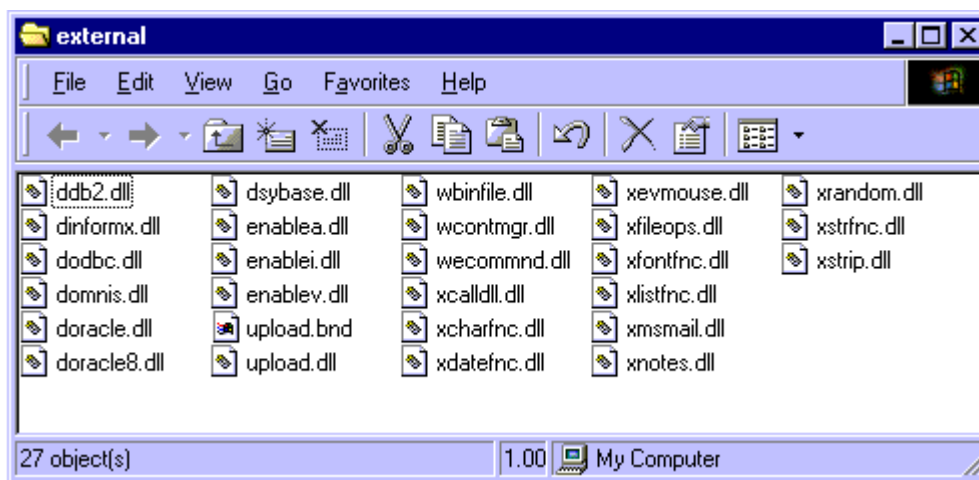 external
File Edit View Go Favorites Help
ddb2.dll dsybase.dll wbinfile.dll xevmouse.dll xrandom.dll
dinformx.dll enablea.dll wcontmgr.dll xfileops.dll xstrfnc.dll
dodbc.dll enablei.dll wecommnd.dll xfontfnc.dll xstrip.dll
domnis.dll enablev.dll xcalldll.dll xlistfnc.dll
doracle.dll upload.bnd xcharfnc.dll xmsmail.dll
doracle8.dll upload.dll xdatefnc.dll xnotes.dll
27 object(s) 1.00 My Computer